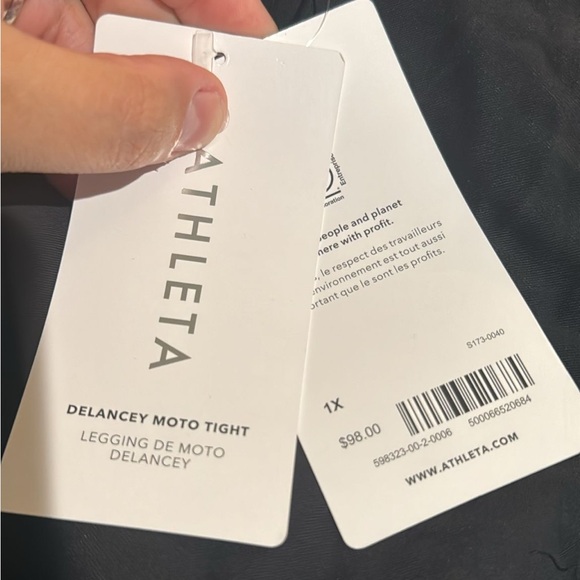 ATHLETA
DELANCEY MOTO TIGHT
LEGGING DE MOTO
DELANCEY
people and planet
here with profit.
le respect des travailleurs
environnement est tout aussi
que le sont les profits.
S173-0040
1X
$98.00
598323-00-2-0006 500066520684
WWW.ATHLETA.COM